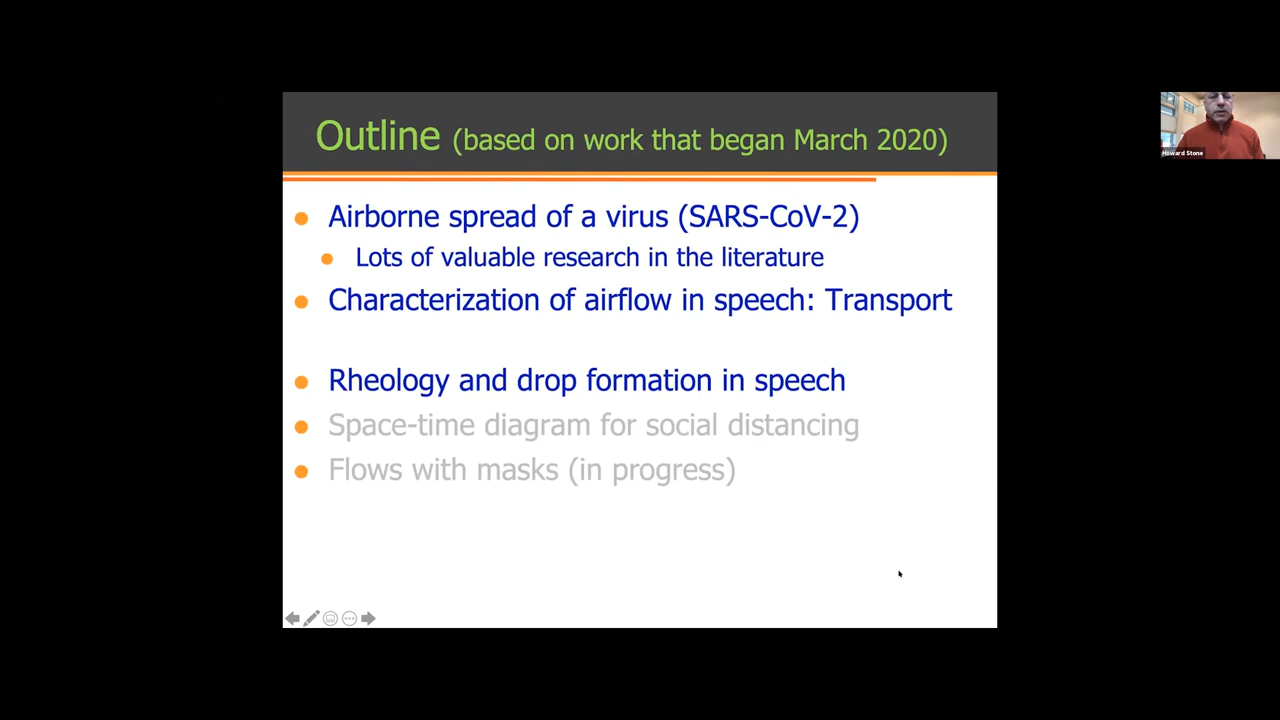 Outline (based on work that began March 2020)
Airborne spread of a virus (SARS-CoV-2)
Lots of valuable research in the literature
Characterization of airflow in speech: Transport
Rheology and drop formation in speech
Space-time diagram for social distancing
Flows with masks (in progress)
Howard Stone